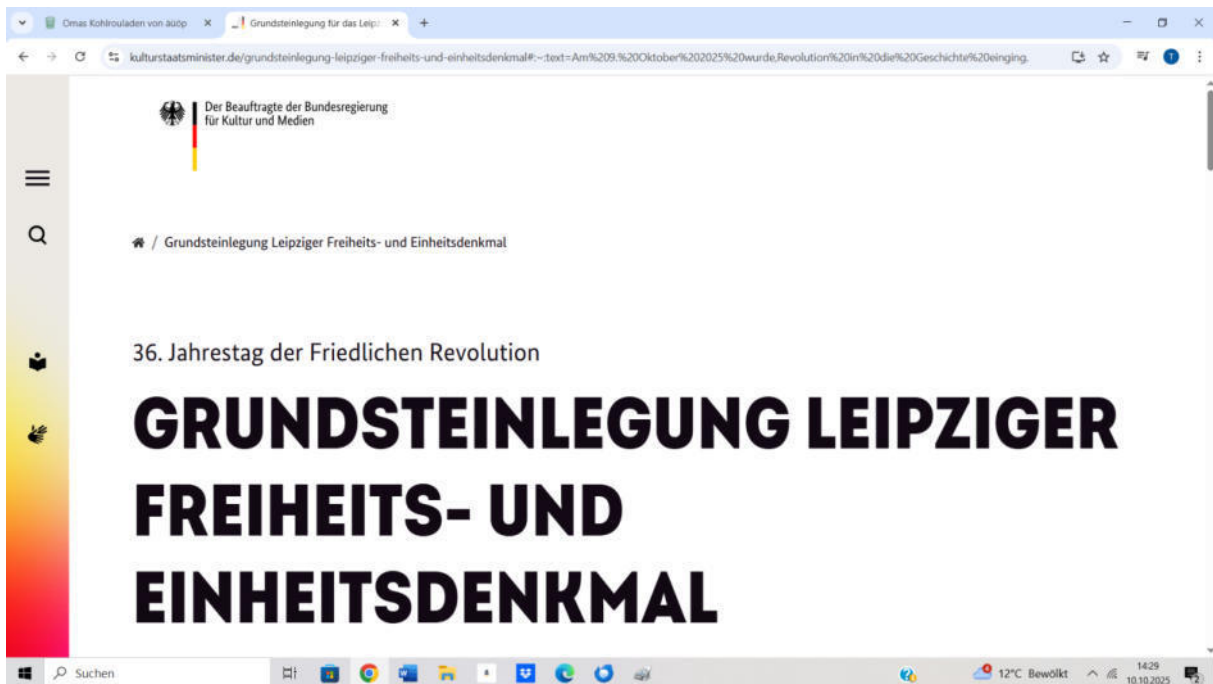 Omas Kohlrouladen von auöp
Grundsteinlegung für das Leipz
kulturstaatsminister.de/grundsteinlegung-leipziger-freiheits-und-einheitsdenkmal#:~:text=Am%209.%20Oktober%202025%20wurde,Revolution%20in%20die%20Geschichte%20einging.
Der Beauftragte der Bundesregierung
für Kultur und Medien
/ Grundsteinlegung Leipziger Freiheits- und Einheitsdenkmal
36. Jahrestag der Friedlichen Revolution
GRUNDSTEINLEGUNG LEIPZIGER
FREIHEITS- UND
EINHEITSDENKMAL
Suchen
12°C Bewölkt
14:29
10.10.2025